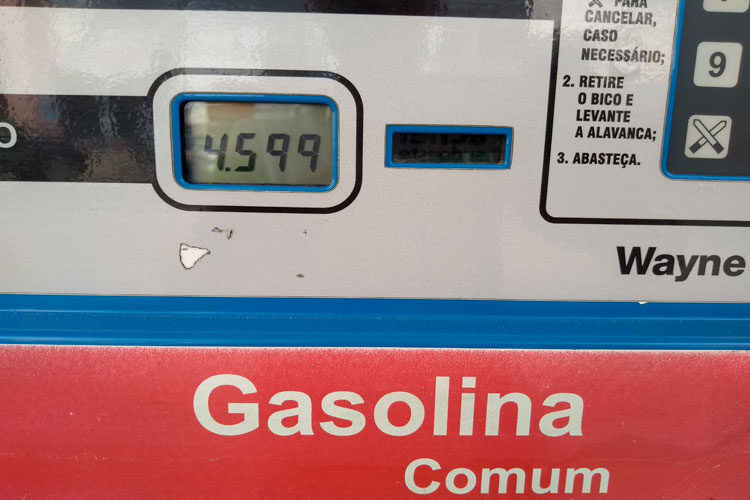 PARA
CANCELAR,
CASO
NECESSÁRIO;
2. RETIRE
O BICO E
LEVANTE
A ALAVANCA;
3. ABASTEÇA.
9
4.599
Wayne
Gasolina
Comum